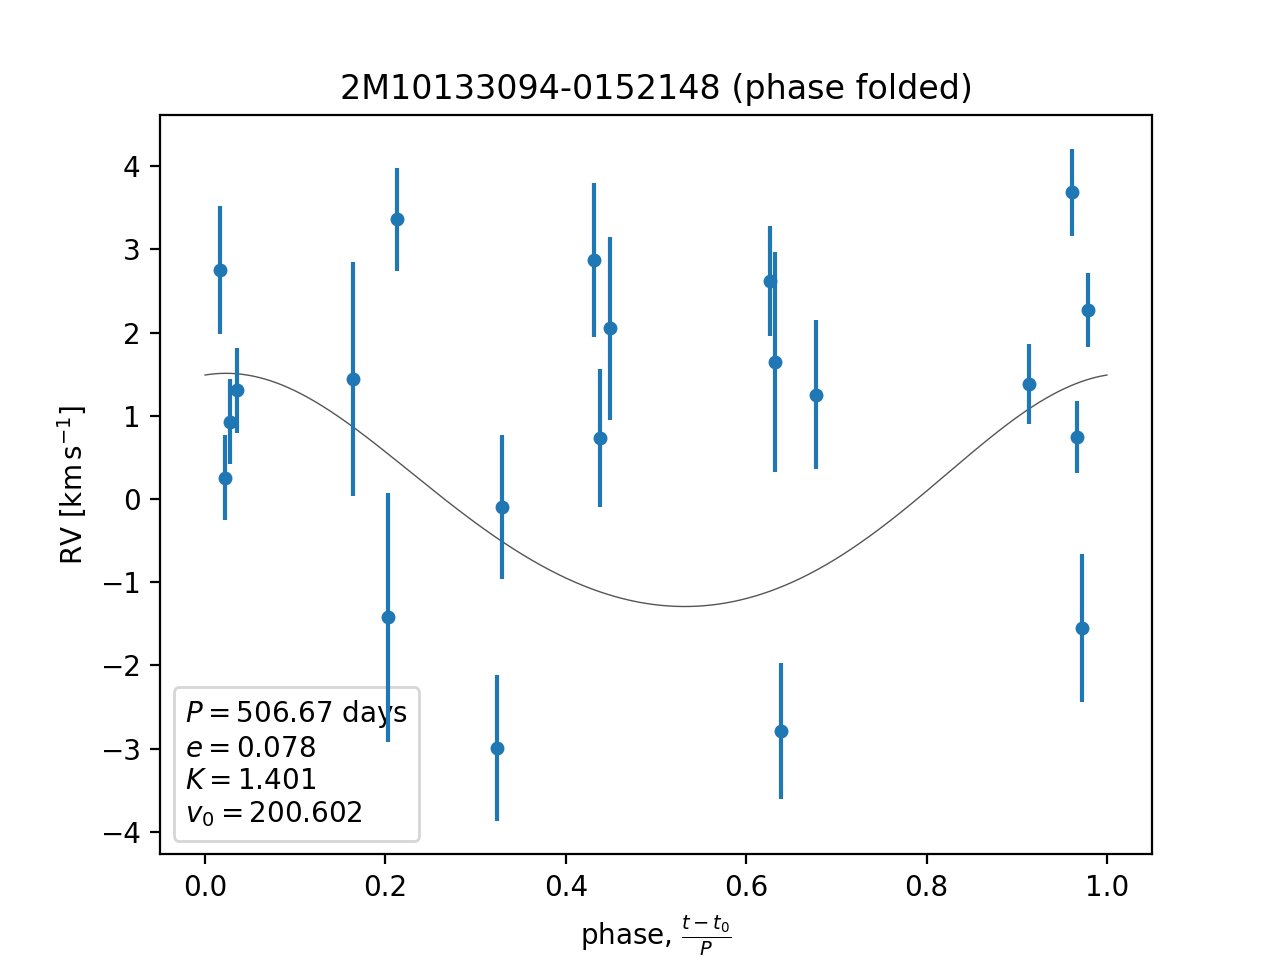 2M10133094-0152148 (phase folded)
4
3
2
1
0
−1
−2
−3
−4
RV [km s⁻¹]
P = 506.67 days
e = 0.078
K = 1.401
v₀ = 200.602
0.0 0.2 0.4 0.6 0.8 1.0
phase, (t − t₀)/P